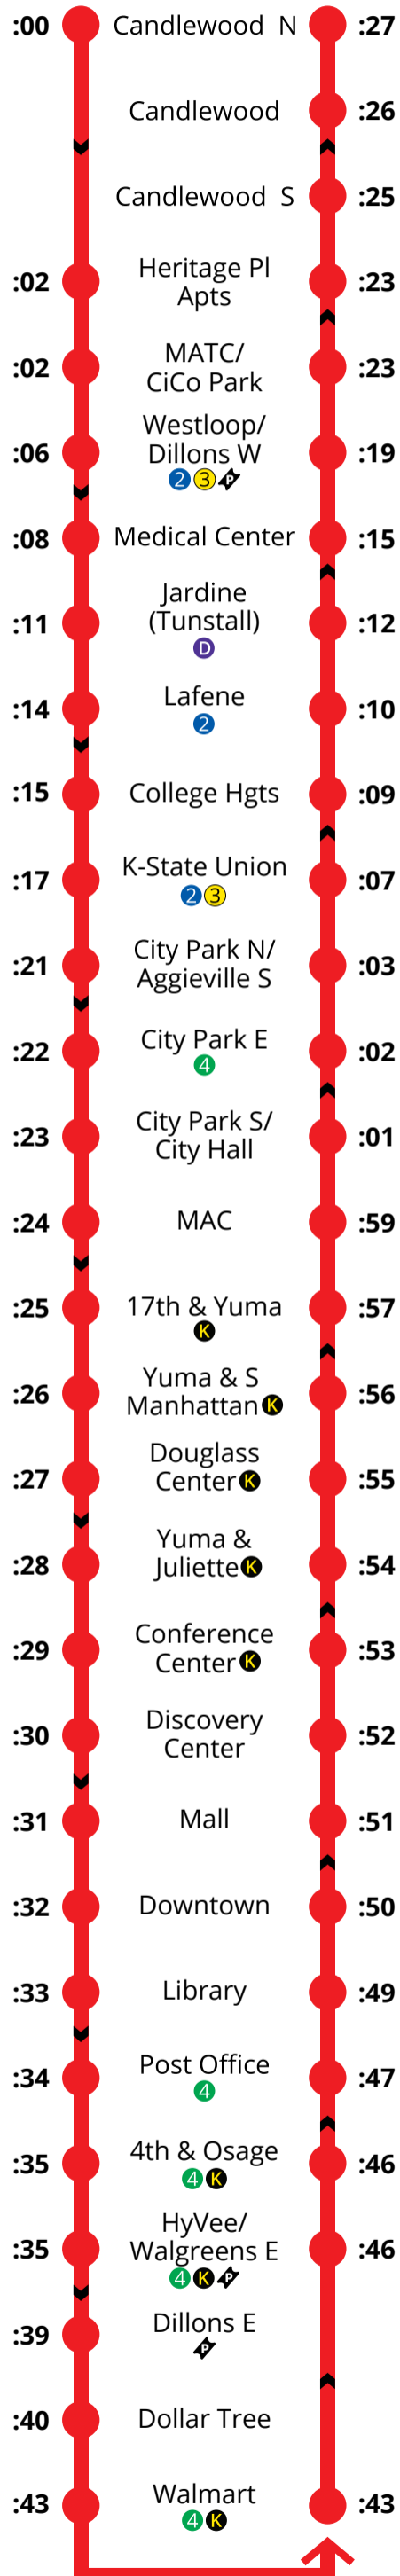 :00 Candlewood N :27
Candlewood :26
Candlewood S :25
:02 Heritage Pl :23
Apts
:02 MATC/ :23
CiCo Park
:06 Westloop/ :19
Dillons W
2 3 P
:08 Medical Center :15
:11 Jardine :12
(Tunstall)
D
:14 Lafene :10
2
:15 College Hgts :09
:17 K-State Union :07
2 3
:21 City Park N/ :03
Aggieville S
:22 City Park E :02
4
:23 City Park S/ :01
City Hall
:24 MAC :59
:25 17th & Yuma :57
K
:26 Yuma & S :56
Manhattan K
:27 Douglass :55
Center K
:28 Yuma & :54
Juliette K
:29 Conference :53
Center K
:30 Discovery :52
Center
:31 Mall :51
:32 Downtown :50
:33 Library :49
:34 Post Office :47
4
:35 4th & Osage :46
4 K
:35 HyVee/ :46
Walgreens E
4 K P
:39 Dillons E
P
:40 Dollar Tree
:43 Walmart :43
4 K